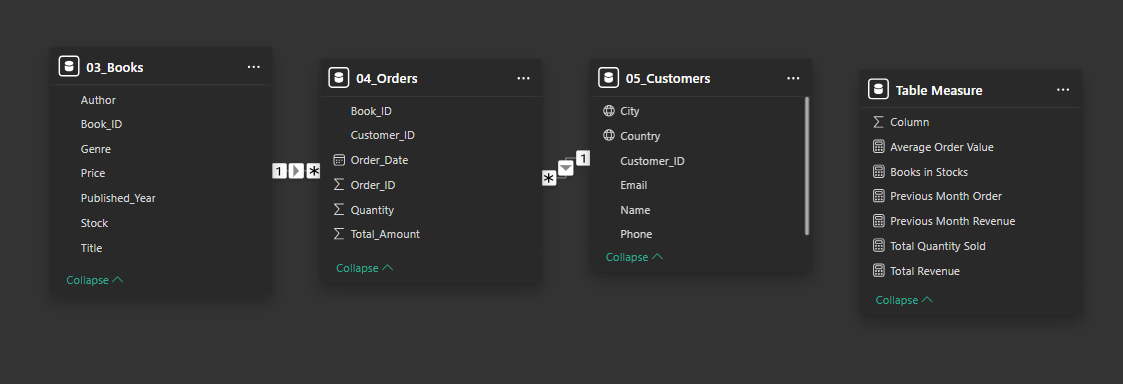 03_Books
Author
Book_ID
Genre
Price
Published_Year
Stock
Title
Collapse
1
*
04_Orders
Book_ID
Customer_ID
Order_Date
Order_ID
Quantity
Total_Amount
Collapse
*
1
05_Customers
City
Country
Customer_ID
Email
Name
Phone
Collapse
Table Measure
Column
Average Order Value
Books in Stocks
Previous Month Order
Previous Month Revenue
Total Quantity Sold
Total Revenue
Collapse